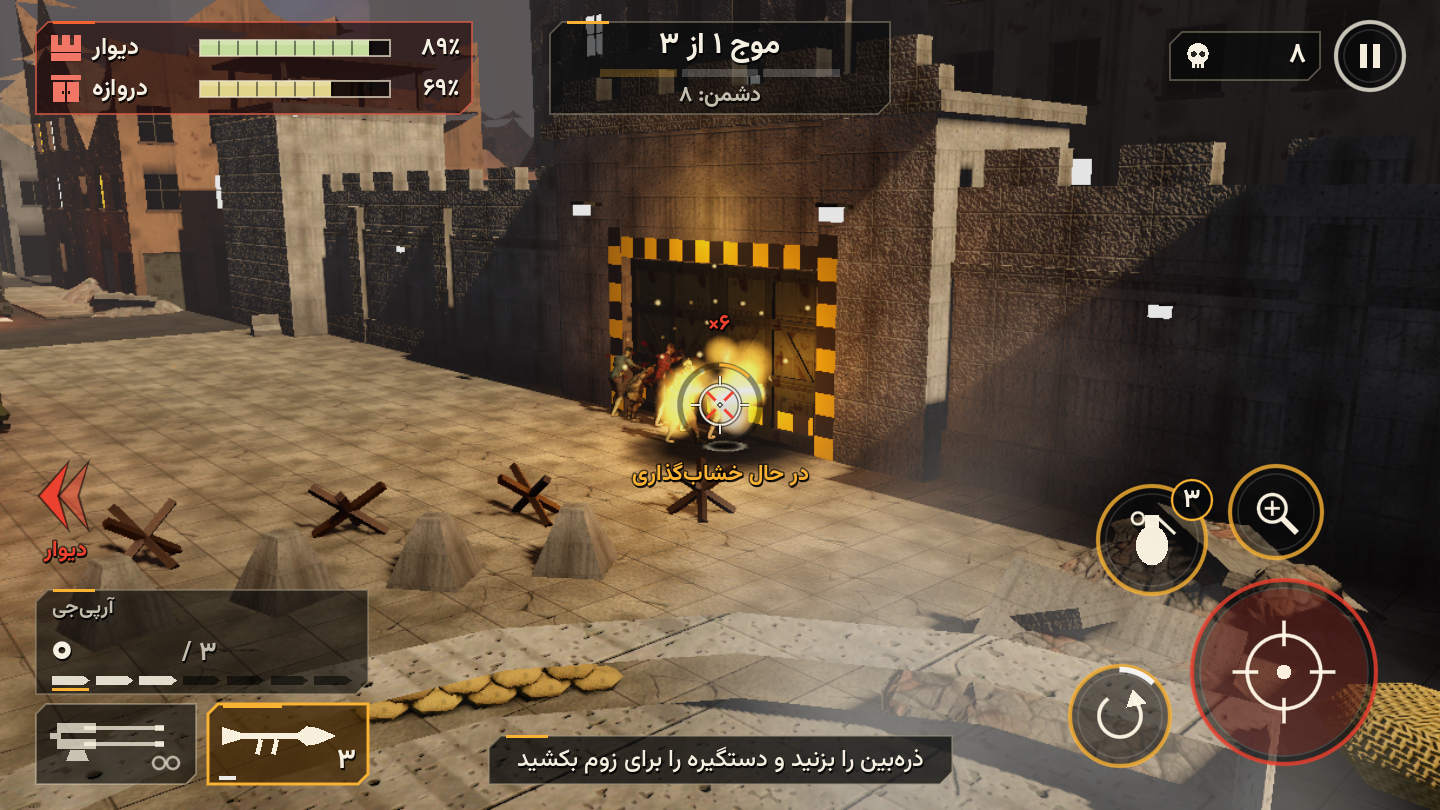 دیوار ۸۹٪
دروازه ۶۹٪
موج ۱ از ۳
دشمن: ۸
۸
×۶
در حال خشاب‌گذاری
دیوار
۳
آرپی‌جی
۰ / ۳
∞
۳
ذره‌بین را بزنید و دستگیره را برای زوم بکشید